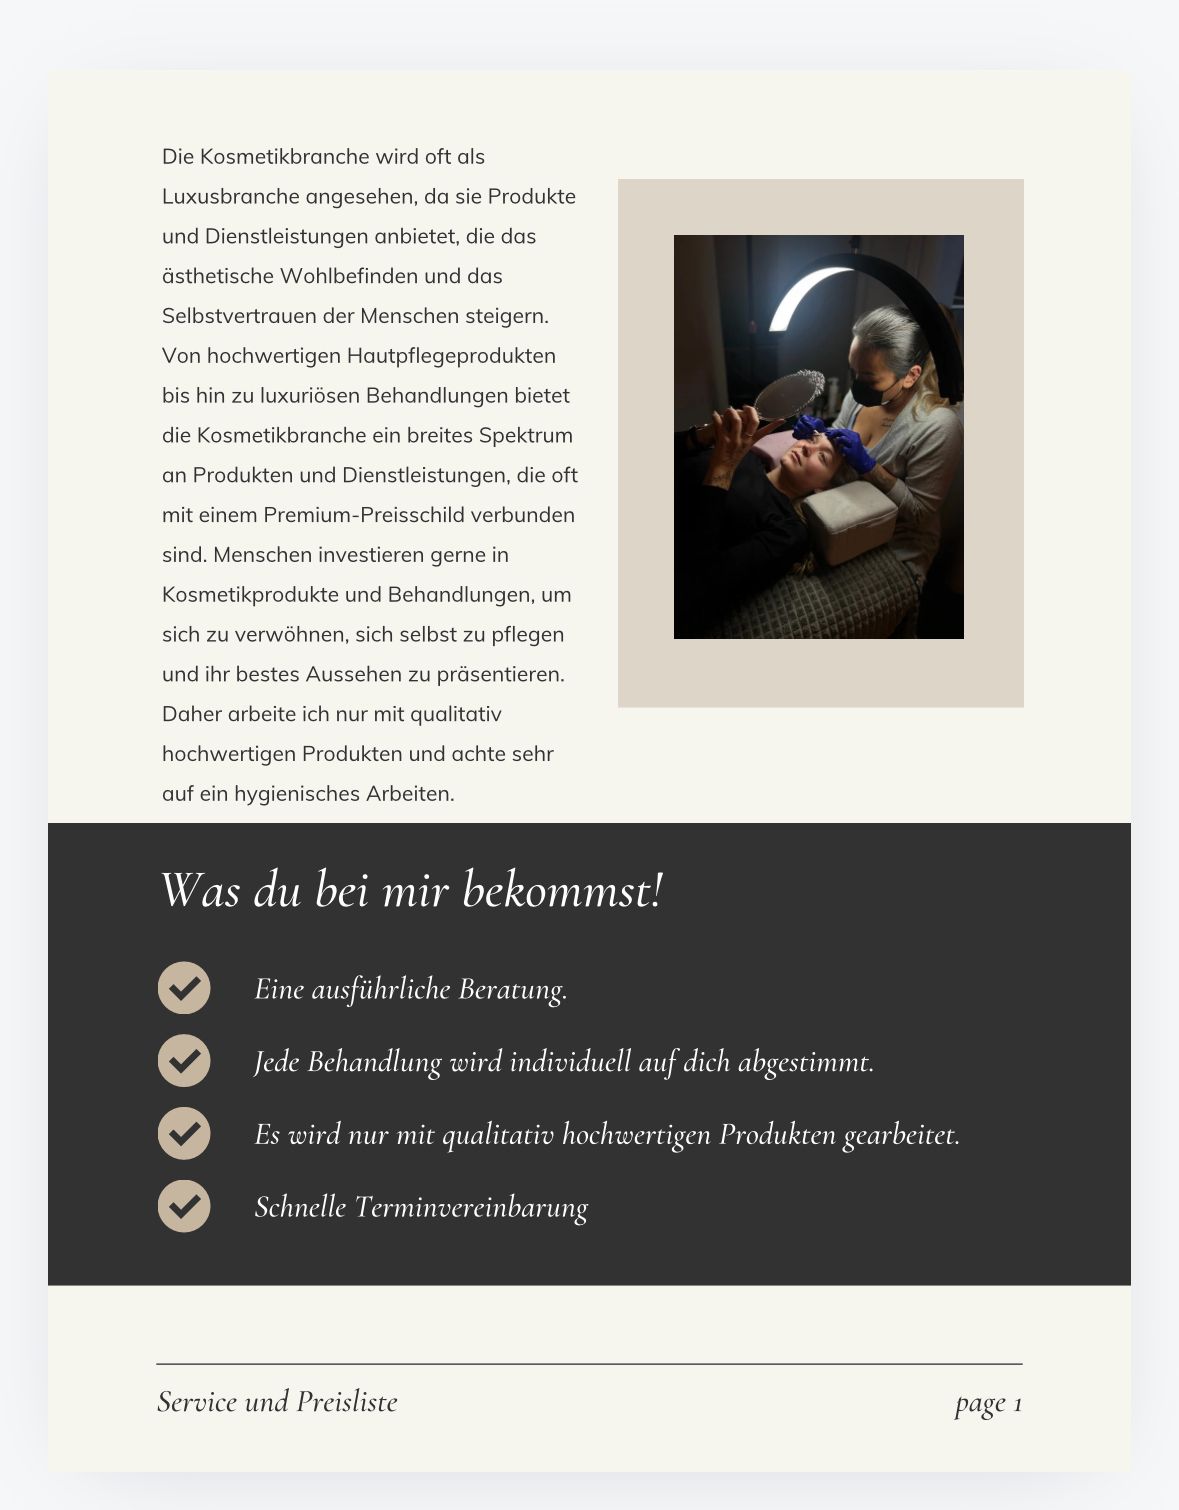 Die Kosmetikbranche wird oft als
Luxusbranche angesehen, da sie Produkte
und Dienstleistungen anbietet, die das
ästhetische Wohlbefinden und das
Selbstvertrauen der Menschen steigern.
Von hochwertigen Hautpflegeprodukten
bis hin zu luxuriösen Behandlungen bietet
die Kosmetikbranche ein breites Spektrum
an Produkten und Dienstleistungen, die oft
mit einem Premium-Preisschild verbunden
sind. Menschen investieren gerne in
Kosmetikprodukte und Behandlungen, um
sich zu verwöhnen, sich selbst zu pflegen
und ihr bestes Aussehen zu präsentieren.
Daher arbeite ich nur mit qualitativ
hochwertigen Produkten und achte sehr
auf ein hygienisches Arbeiten.
Was du bei mir bekommst!
Eine ausführliche Beratung.
Jede Behandlung wird individuell auf dich abgestimmt.
Es wird nur mit qualitativ hochwertigen Produkten gearbeitet.
Schnelle Terminvereinbarung
Service und Preisliste
page 1